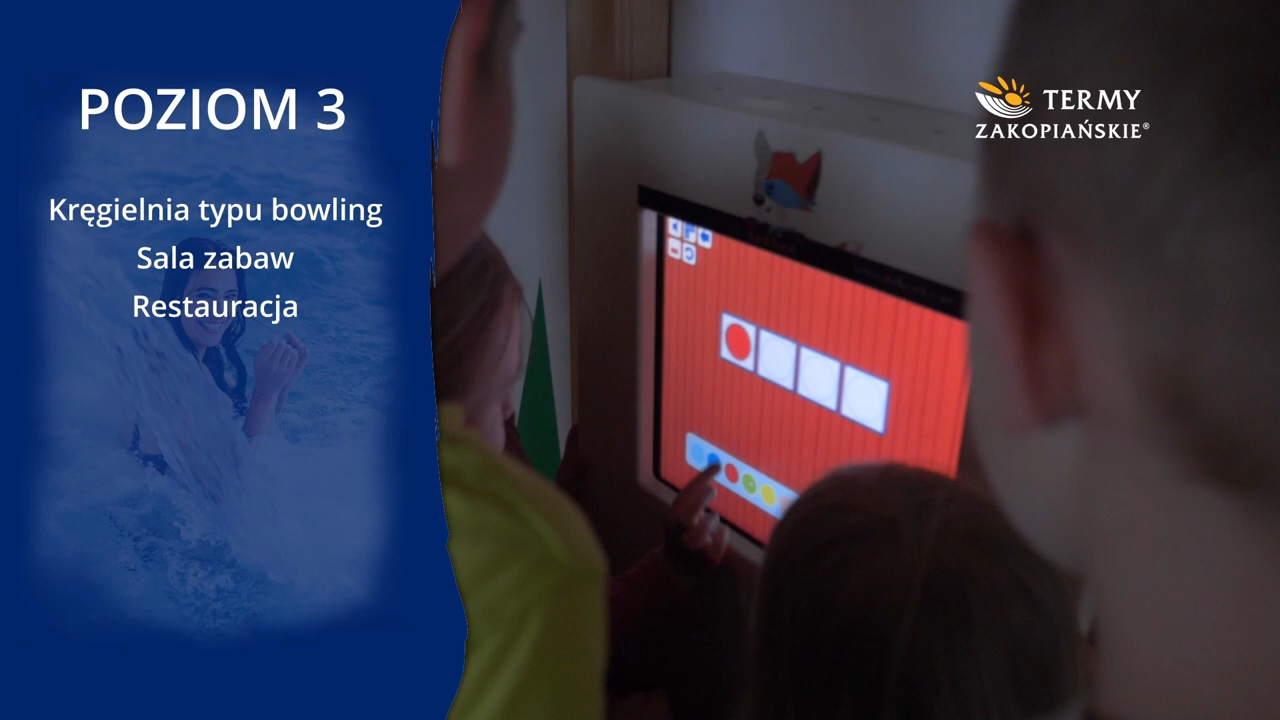 POZIOM 3
Kręgielnia typu bowling
Sala zabaw
Restauracja
TERMY
ZAKOPIAŃSKIE®